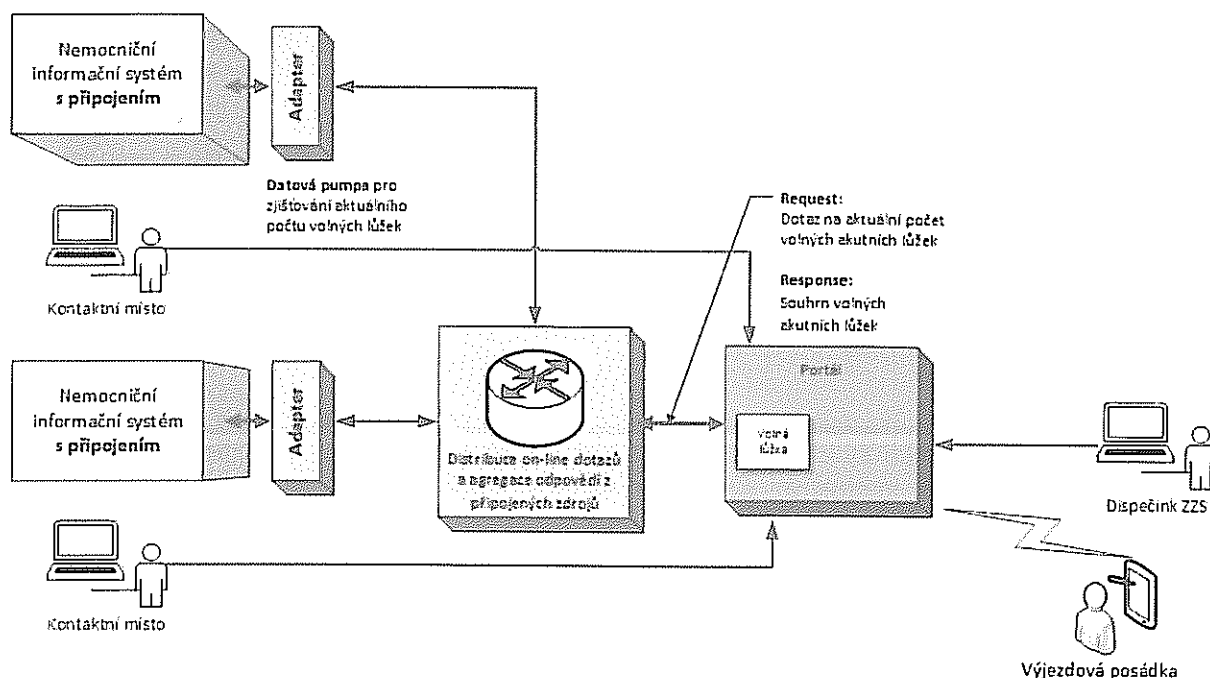 Nemocniční
informační systém
s připojením
Adapter
Datová pumpa pro
zjišťování aktuálního
počtu volných lůžek
Kontaktní místo
Request:
Dotaz na aktuální počet
volných akutních lůžek
Response:
Souhrn volných
akutních lůžek
Nemocniční
informační systém
s připojením
Adapter
Distribuce on-line dotazů
a agregace odpovědí z
připojených zdrojů
Portal
Volná
lůžka
Dispečink ZZS
Kontaktní místo
Výjezdová posádka